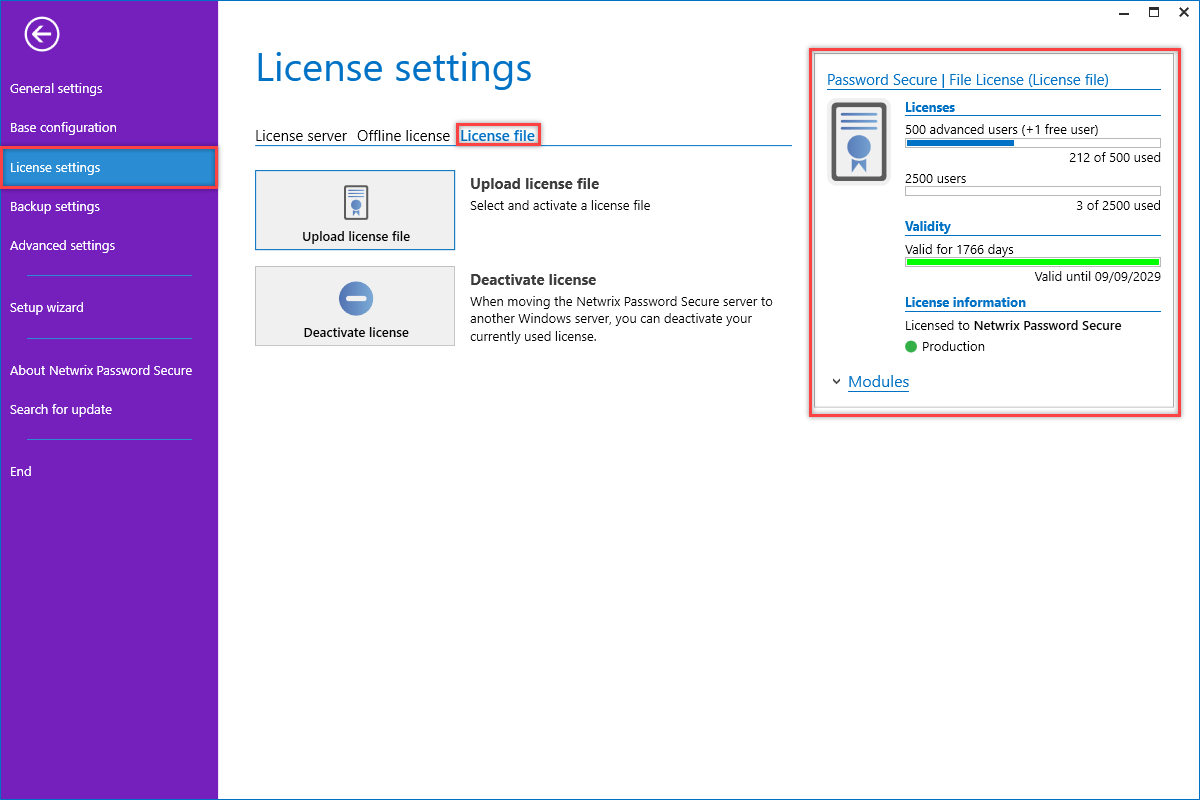 General settings
Base configuration
License settings
Backup settings
Advanced settings
Setup wizard
About Netwrix Password Secure
Search for update
End
License settings
License server Offline license License file
Upload license file
Upload license file
Select and activate a license file
Deactivate license
Deactivate license
When moving the Netwrix Password Secure server to
another Windows server, you can deactivate your
currently used license.
Password Secure | File License (License file)
Licenses
500 advanced users (+1 free user)
212 of 500 used
2500 users
3 of 2500 used
Validity
Valid for 1766 days
Valid until 09/09/2029
License information
Licensed to Netwrix Password Secure
Production
Modules